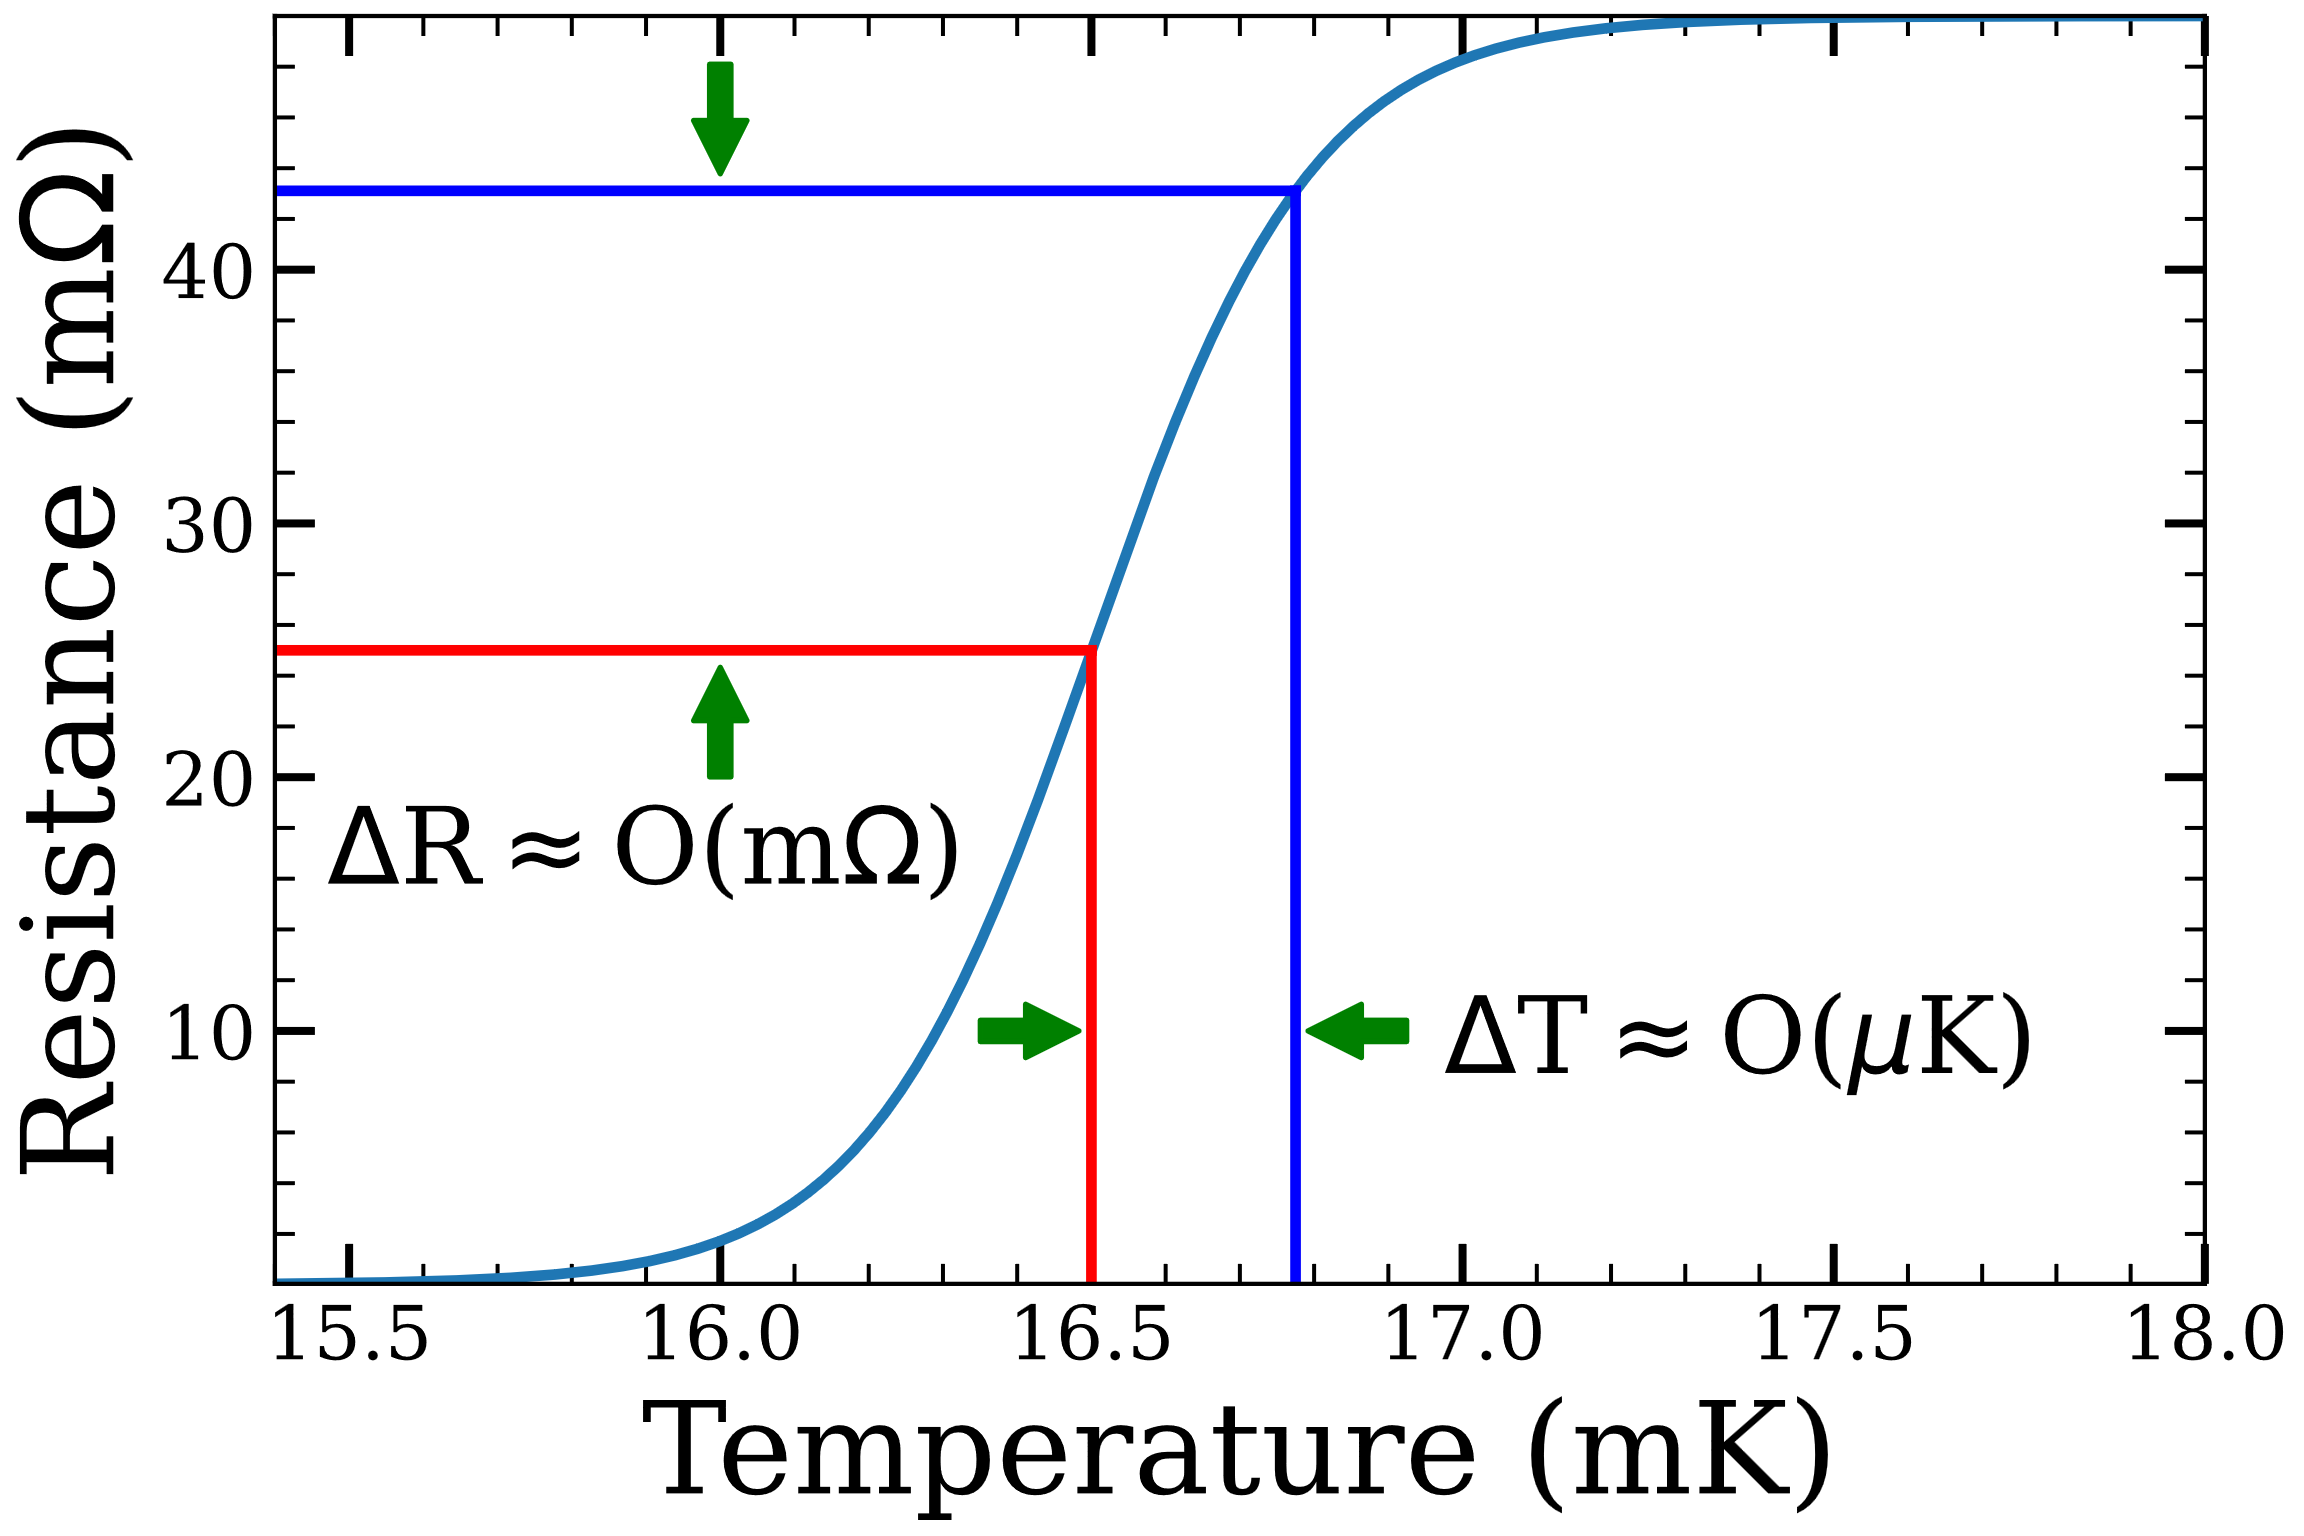 Resistance (mΩ)
40
30
20
10
ΔR ≈ O(mΩ)
ΔT ≈ O(μK)
15.5 16.0 16.5 17.0 17.5 18.0
Temperature (mK)